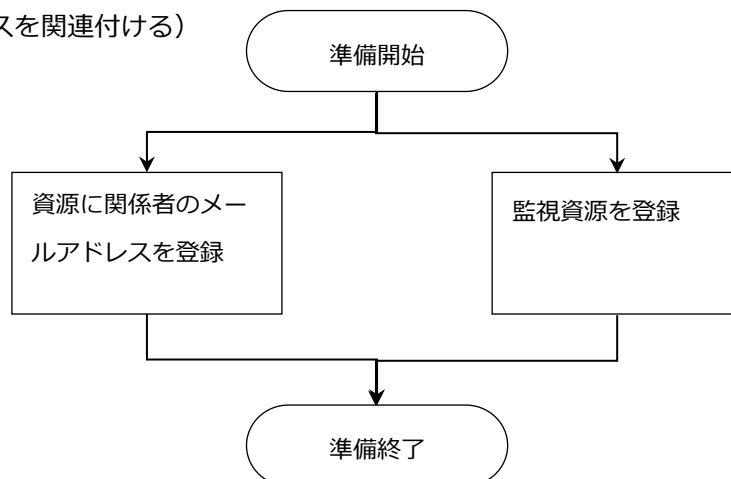 スを関連付ける）
準備開始
資源に関係者のメー
ルアドレスを登録
監視資源を登録
準備終了